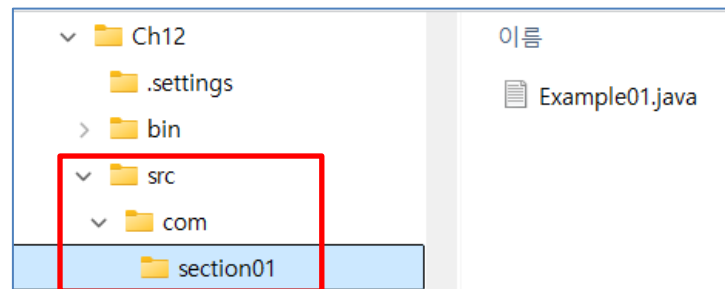 Ch12
.settings
bin
src
com
section01
이름
Example01.java